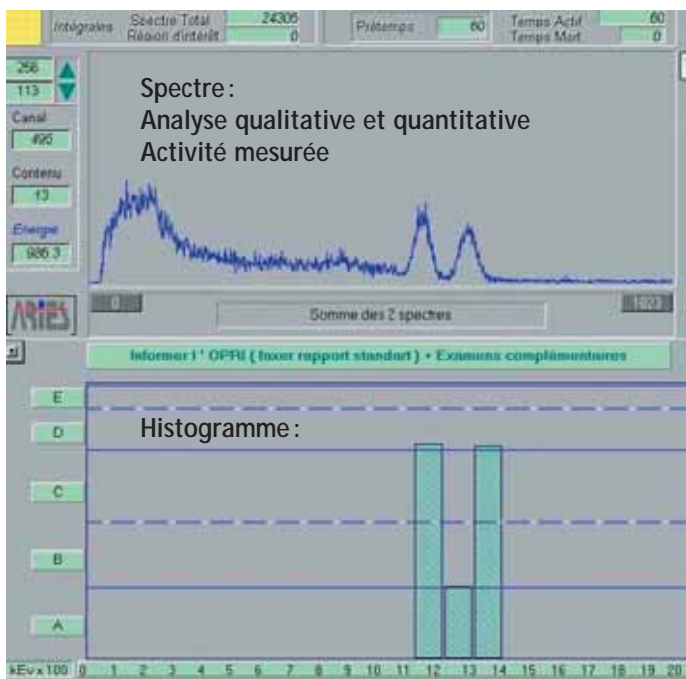 Intégrales Spectre Total 24305 Prétemps 60 Temps Actif 60
Région d'intérêt 0 Temps Mort 0
256
113
Canal
495
Contenu
13
Energie
986.3
Spectre :
Analyse qualitative et quantitative
Activité mesurée
ARIES
0 Somme des 2 spectres 1023
Informer l' OPRI ( faxer rapport standart ) + Examens complémentaires
E
D
Histogramme :
C
B
A
kEv x 100 0 1 2 3 4 5 6 7 8 9 10 11 12 13 14 15 16 17 18 19 20